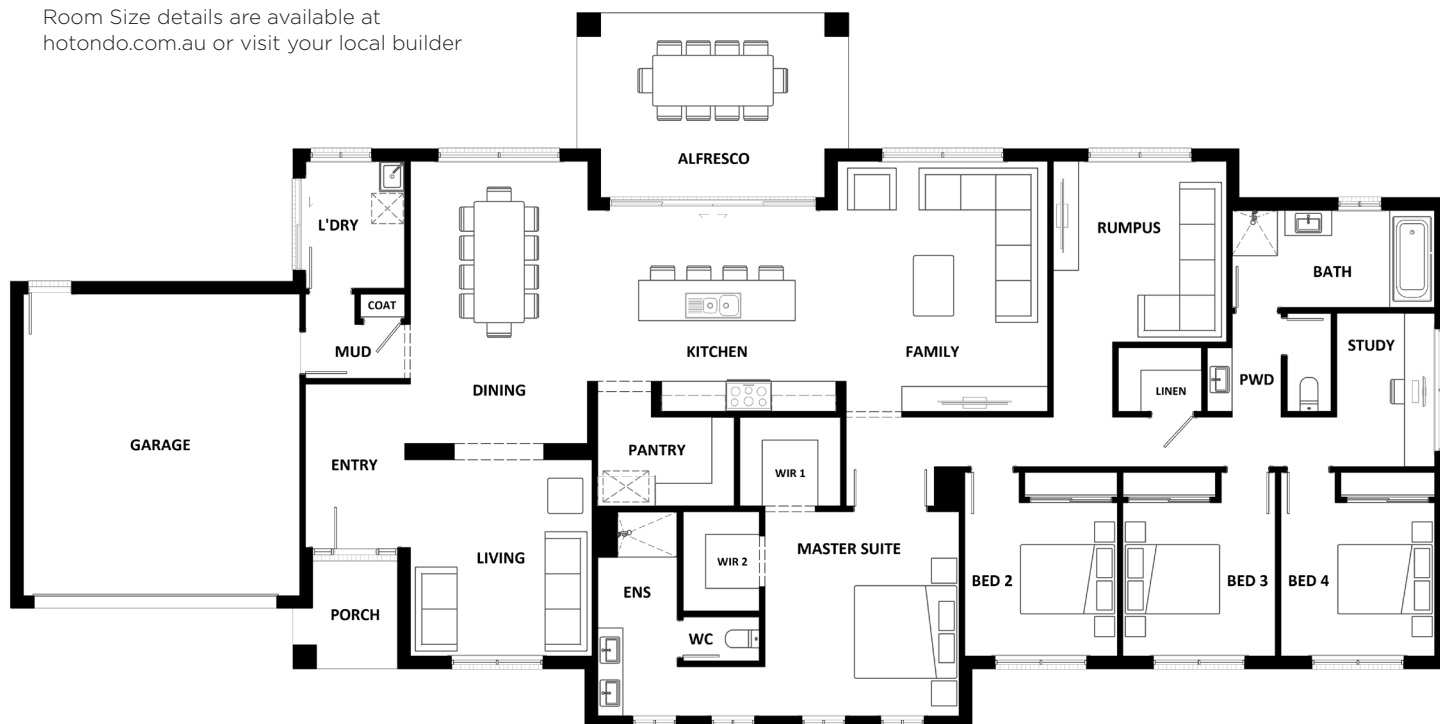 Room Size details are available at
hotondo.com.au or visit your local builder
ALFRESCO
L'DRY
RUMPUS
BATH
COAT
MUD
KITCHEN
FAMILY
STUDY
DINING
LINEN
PWD
GARAGE
ENTRY
PANTRY
WIR 1
LIVING
WIR 2
MASTER SUITE
ENS
BED 2
BED 3
BED 4
PORCH
WC